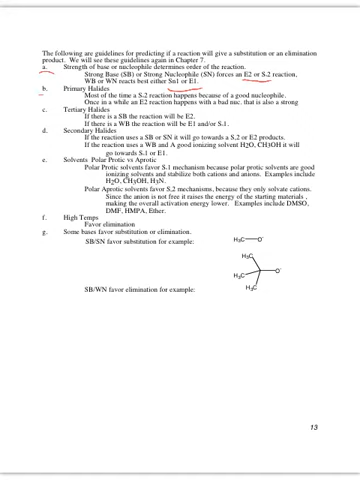 The following are guidelines for predicting if a reaction will give a substitution or an elimination
product. We will see these guidelines again in Chapter 7.
a. Strength of base or nucleophile determines order of the reaction.
Strong Base (SB) or Strong Nucleophile (SN) forces an E2 or SN2 reaction,
WB or WN reacts best either Sn1 or E1.
b. Primary Halides
Most of the time a SN2 reaction happens because of a good nucleophile.
Once in a while an E2 reaction happens with a bad nuc. that is also a strong
c. Tertiary Halides
If there is a SB the reaction will be E2.
If there is a WB the reaction will be E1 and/or SN1.
d. Secondary Halides
If the reaction uses a SB or SN it will go towards a SN2 or E2 products.
If the reaction uses a WB and A good ionizing solvent H2O, CH3OH it will
go towards SN1 or E1.
e. Solvents Polar Protic vs Aprotic
Polar Protic solvents favor SN1 mechanism because polar protic solvents are good
ionizing solvents and stabilize both cations and anions. Examples include
H2O, CH3OH, H3N.
Polar Aprotic solvents favor SN2 mechanisms, because they only solvate cations.
Since the anion is not free it raises the energy of the starting materials ,
making the overall activation energy lower. Examples include DMSO,
DMF, HMPA, Ether.
f. High Temps
Favor elimination
g. Some bases favor substitution or elimination.
SB/SN favor substitution for example: H3C O-
H3C
O-
H3C
SB/WN favor elimination for example: H3C
13